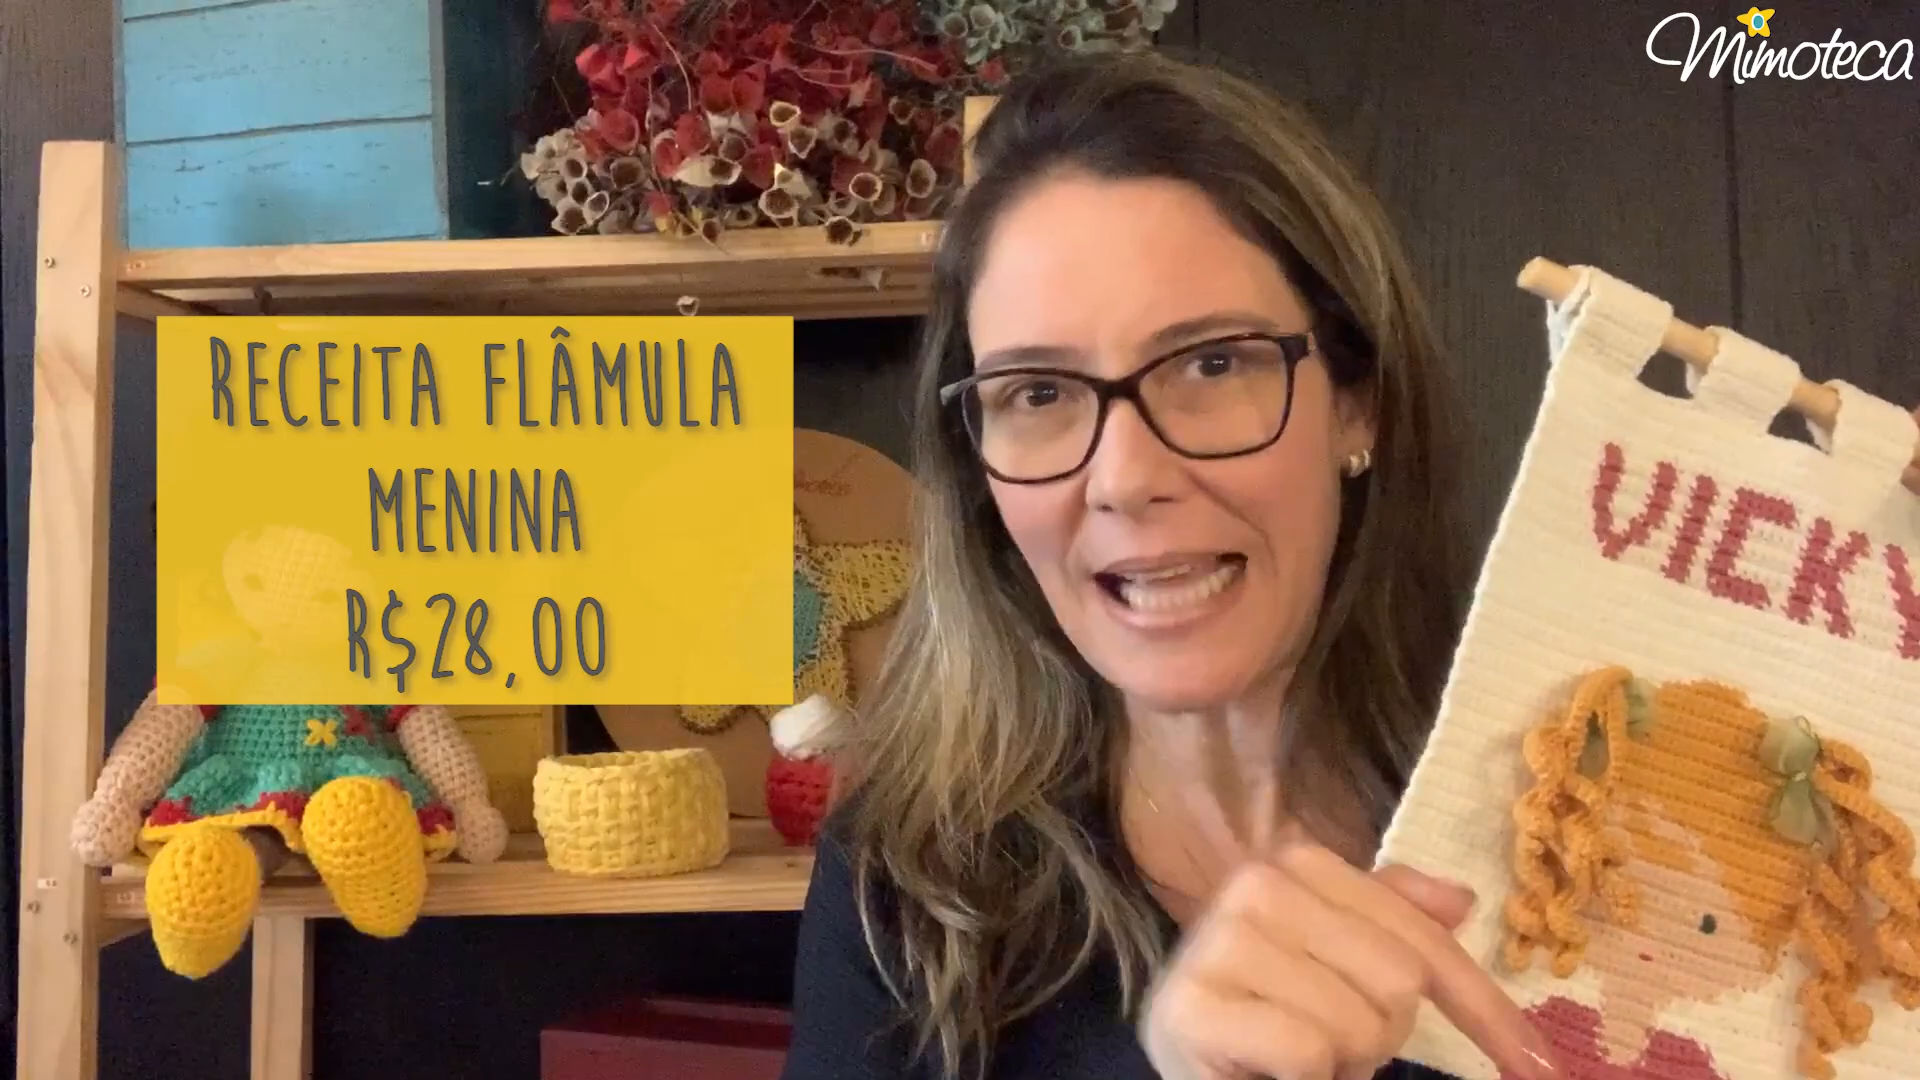 Mimoteca
RECEITA FLÂMULA
MENINA
R$28,00
VICKY